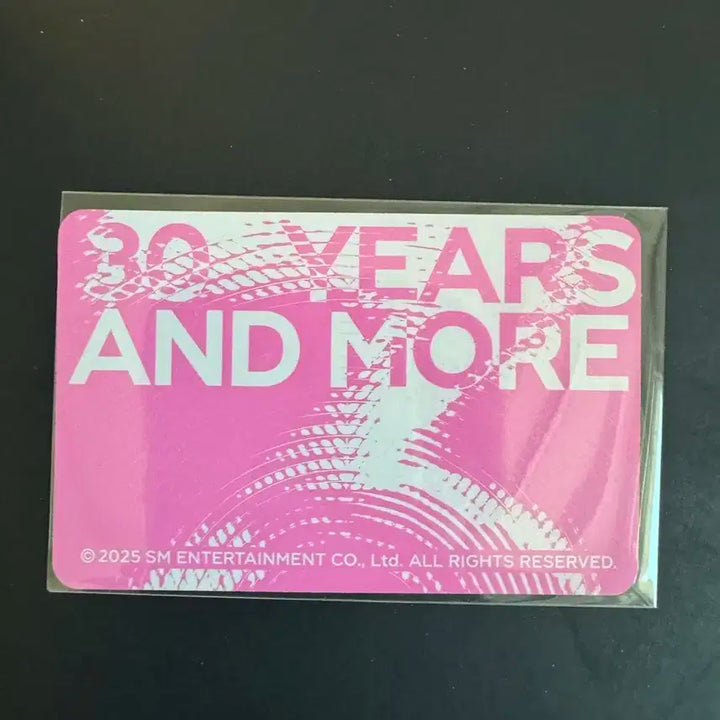 30 YEARS
AND MORE
© 2025 SM ENTERTAINMENT CO., Ltd. ALL RIGHTS RESERVED.